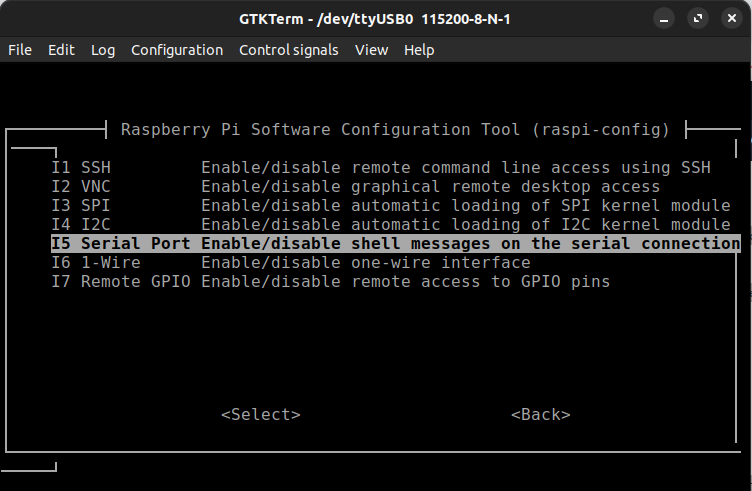 GTKTerm - /dev/ttyUSB0 115200-8-N-1
File Edit Log Configuration Control signals View Help
Raspberry Pi Software Configuration Tool (raspi-config)
I1 SSH Enable/disable remote command line access using SSH
I2 VNC Enable/disable graphical remote desktop access
I3 SPI Enable/disable automatic loading of SPI kernel module
I4 I2C Enable/disable automatic loading of I2C kernel module
I5 Serial Port Enable/disable shell messages on the serial connection
I6 1-Wire Enable/disable one-wire interface
I7 Remote GPIO Enable/disable remote access to GPIO pins
<Select> <Back>